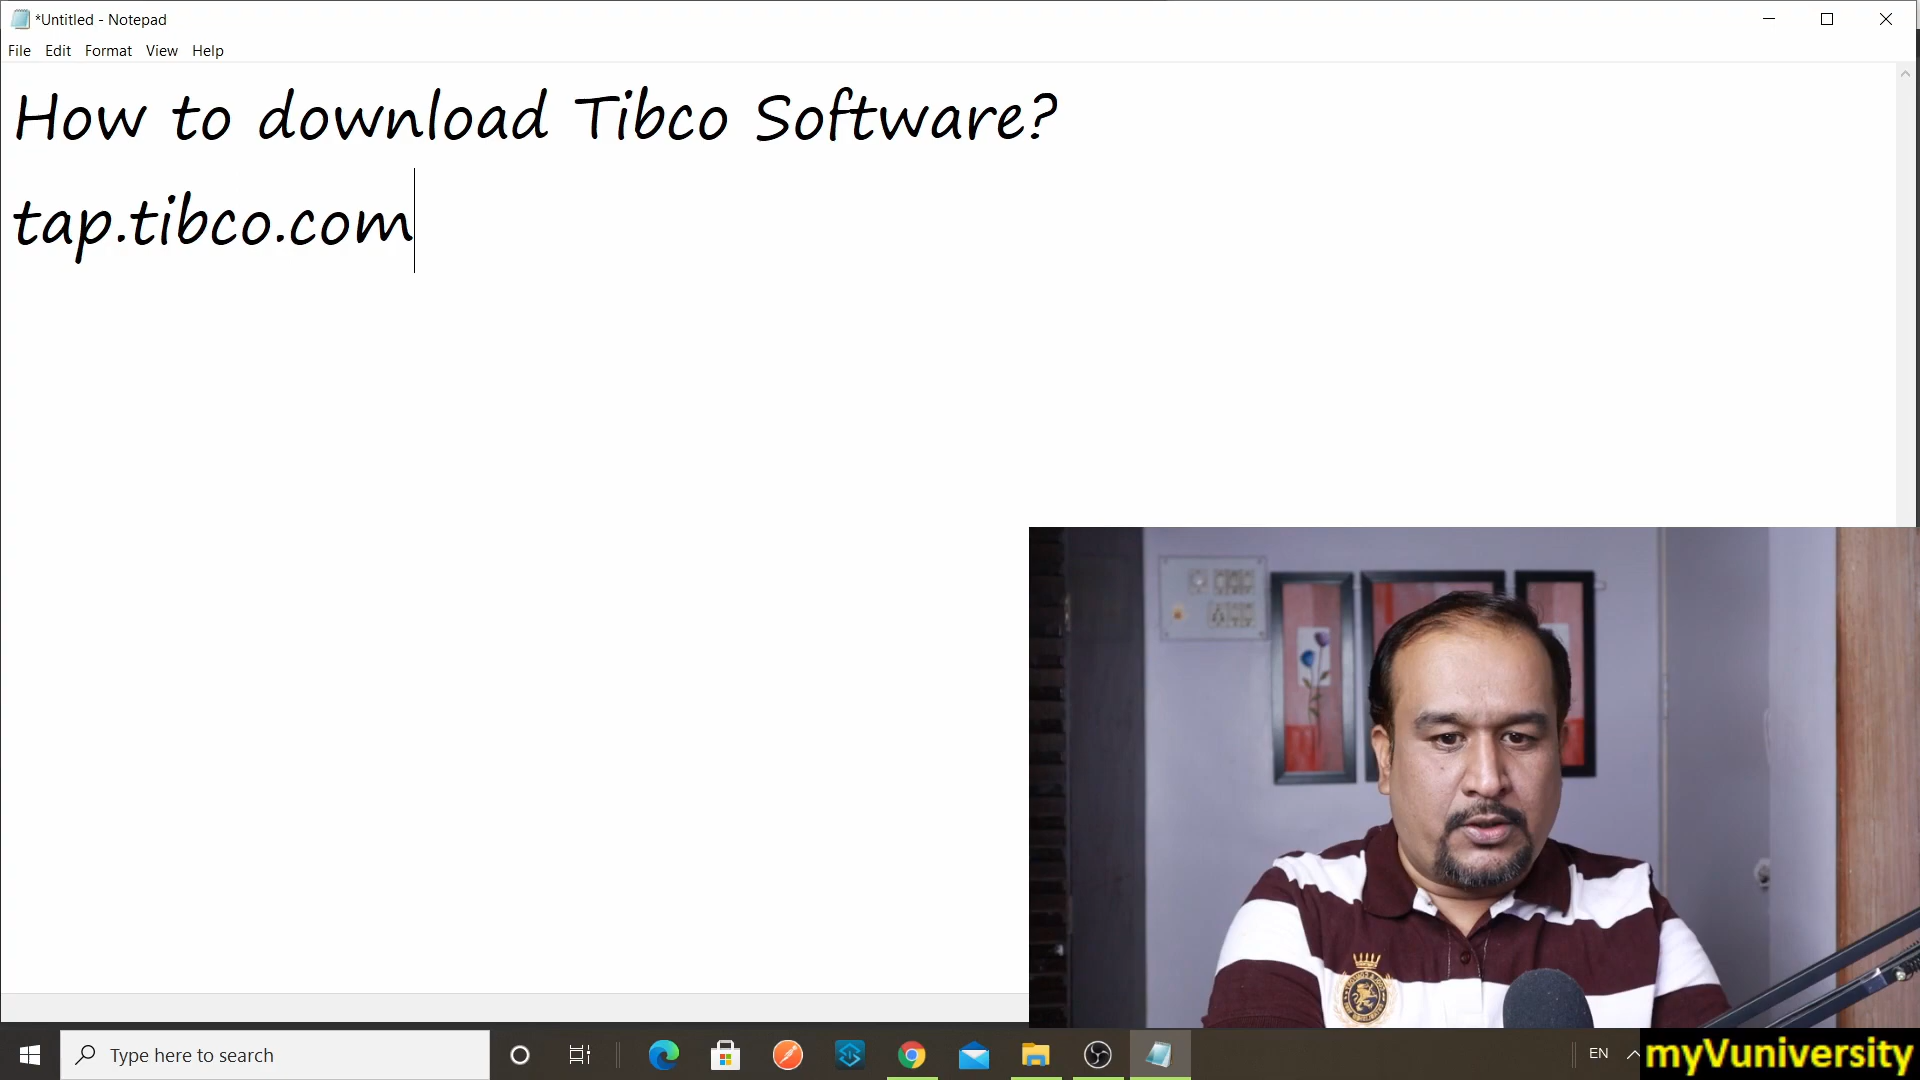 *Untitled - Notepad
File Edit Format View Help
How to download Tibco Software?
tap.tibco.com
Type here to search
EN
myVuniversity